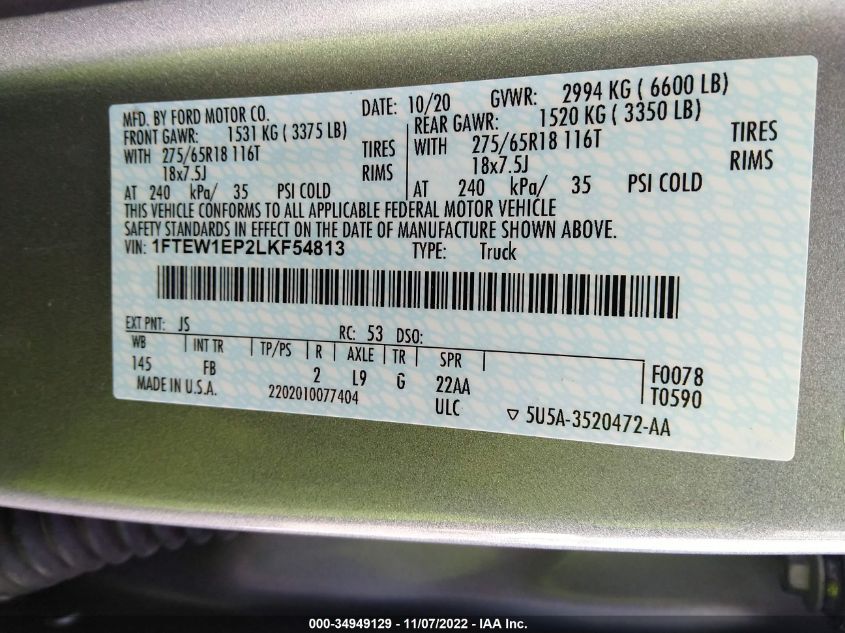 MFD. BY FORD MOTOR CO. DATE: 10/20 GVWR: 2994 KG ( 6600 LB)
FRONT GAWR: 1531 KG ( 3375 LB) REAR GAWR: 1520 KG ( 3350 LB)
WITH 275/65R18 116T TIRES WITH 275/65R18 116T TIRES
18x7.5J RIMS 18x7.5J RIMS
AT 240 kPa/ 35 PSI COLD AT 240 kPa/ 35 PSI COLD
THIS VEHICLE CONFORMS TO ALL APPLICABLE FEDERAL MOTOR VEHICLE
SAFETY STANDARDS IN EFFECT ON THE DATE OF MANUFACTURE SHOWN ABOVE.
VIN: 1FTEW1EP2LKF54813 TYPE: Truck
EXT PNT: JS RC: 53 DSO:
WB INT TR TP/PS R AXLE TR SPR
145 FB 2 L9 G 22AA F0078
MADE IN U.S.A. 2202010077404 ULC T0590
▽ 5U5A-3520472-AA
000-34949129 - 11/07/2022 - IAA Inc.